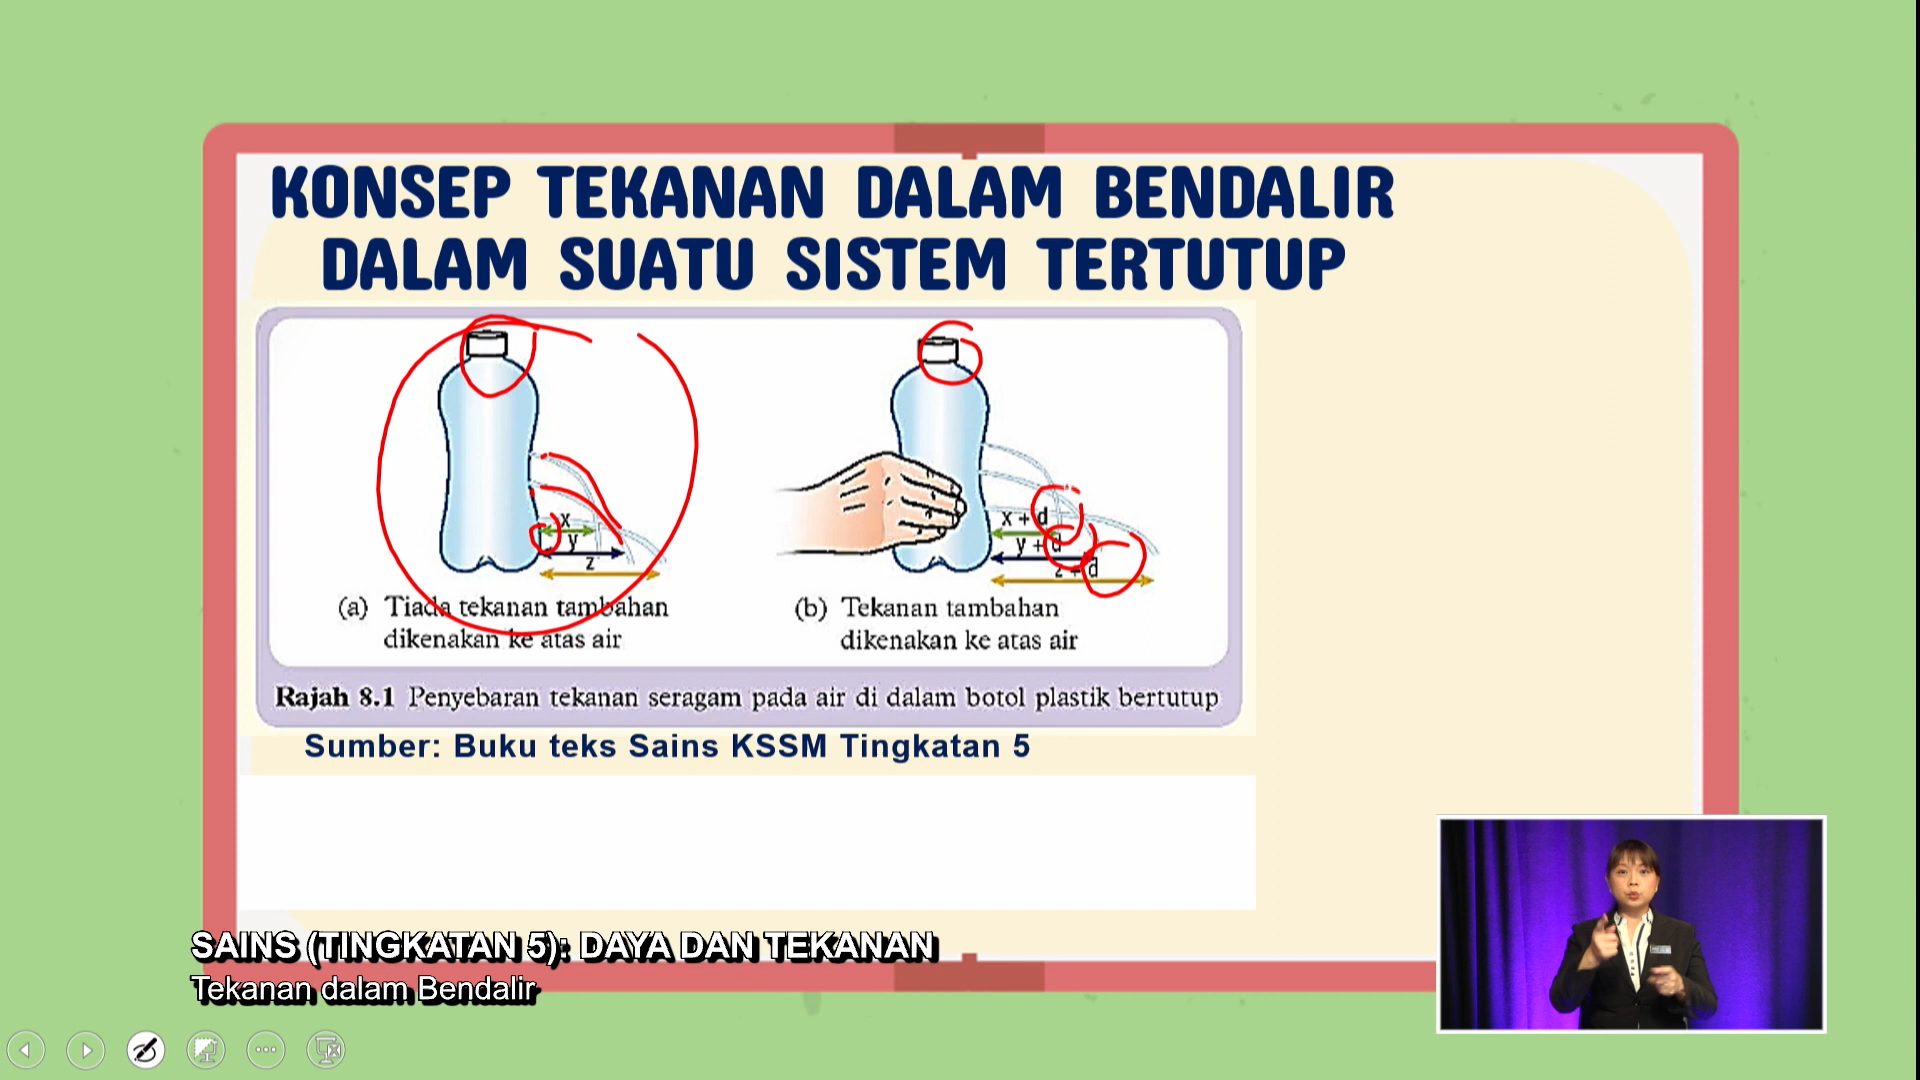 KONSEP TEKANAN DALAM BENDALIR
DALAM SUATU SISTEM TERTUTUP
x
y
z
x + d
y + d
z + d
(a) Tiada tekanan tambahan
dikenakan ke atas air
(b) Tekanan tambahan
dikenakan ke atas air
Rajah 8.1 Penyebaran tekanan seragam pada air di dalam botol plastik bertutup
Sumber: Buku teks Sains KSSM Tingkatan 5
SAINS (TINGKATAN 5): DAYA DAN TEKANAN
Tekanan dalam Bendalir